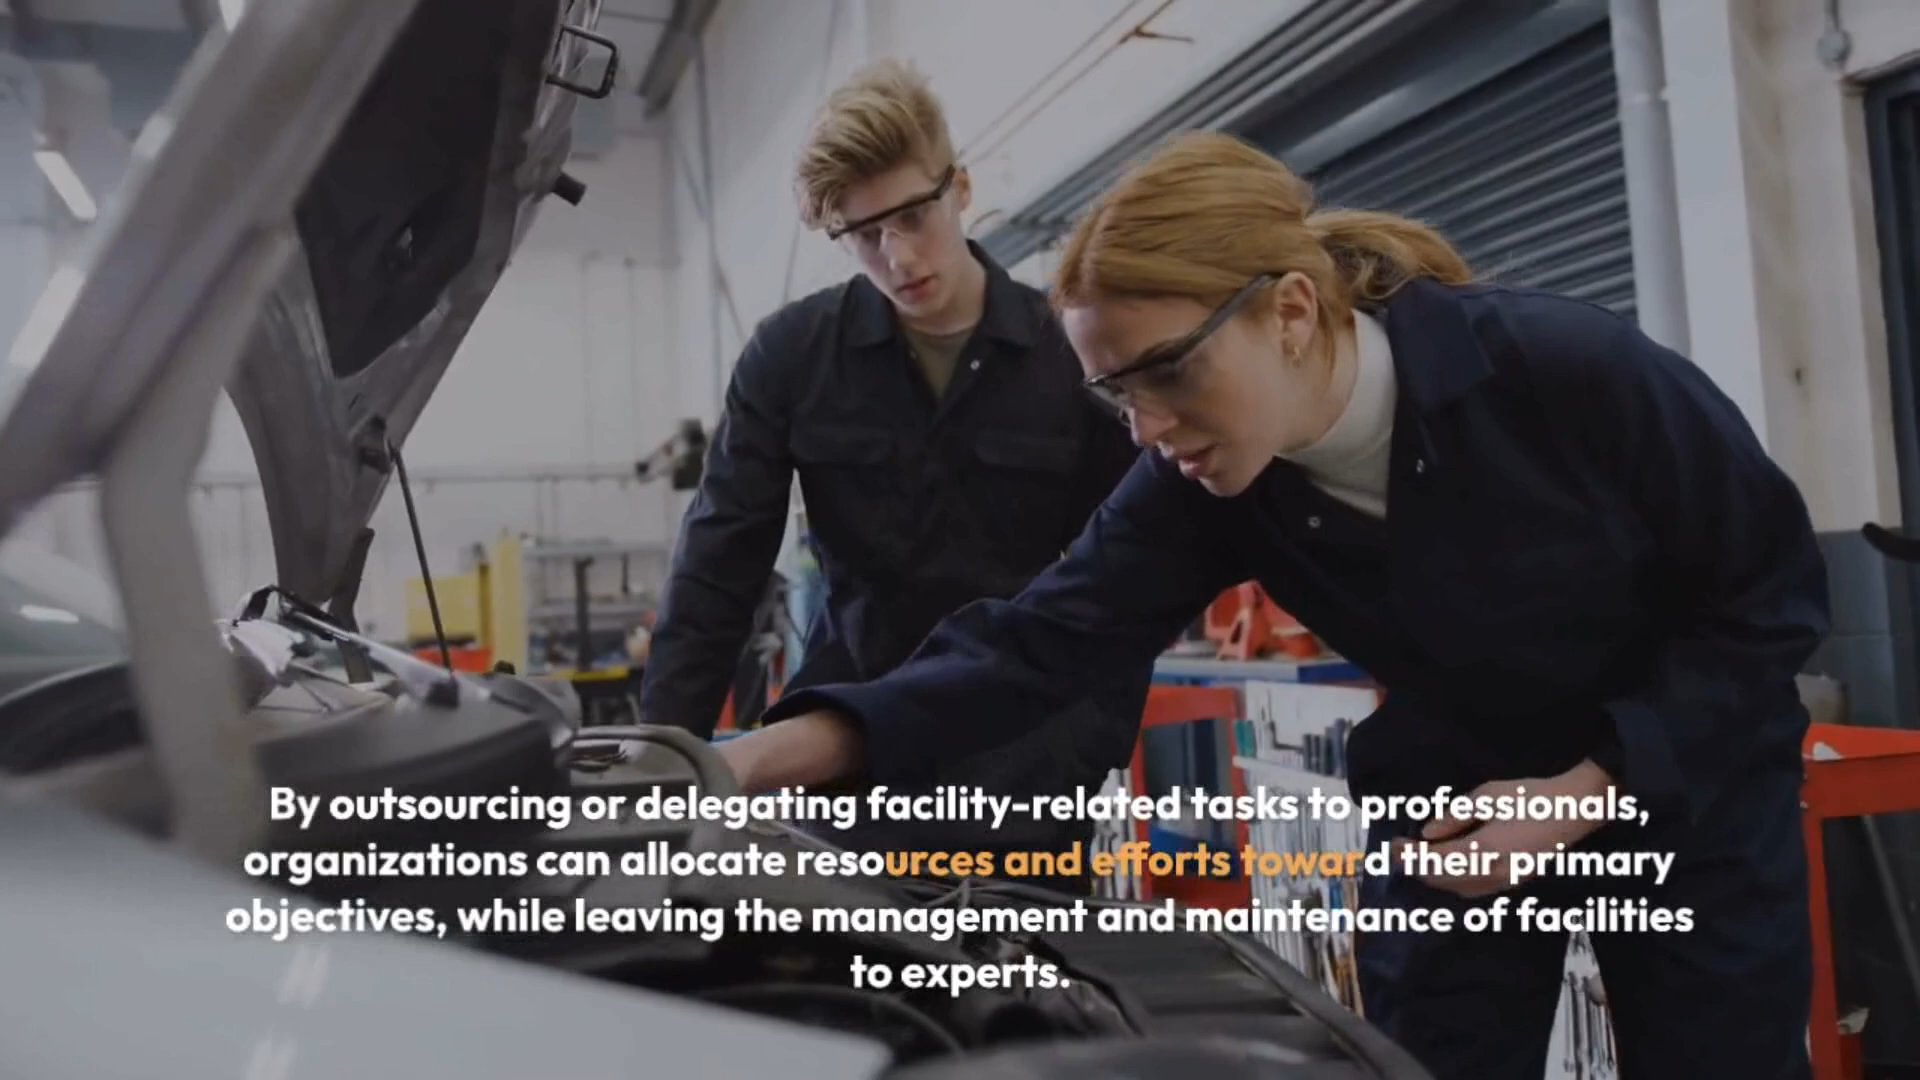 By outsourcing or delegating facility-related tasks to professionals,
organizations can allocate resources and efforts toward their primary
objectives, while leaving the management and maintenance of facilities
to experts.